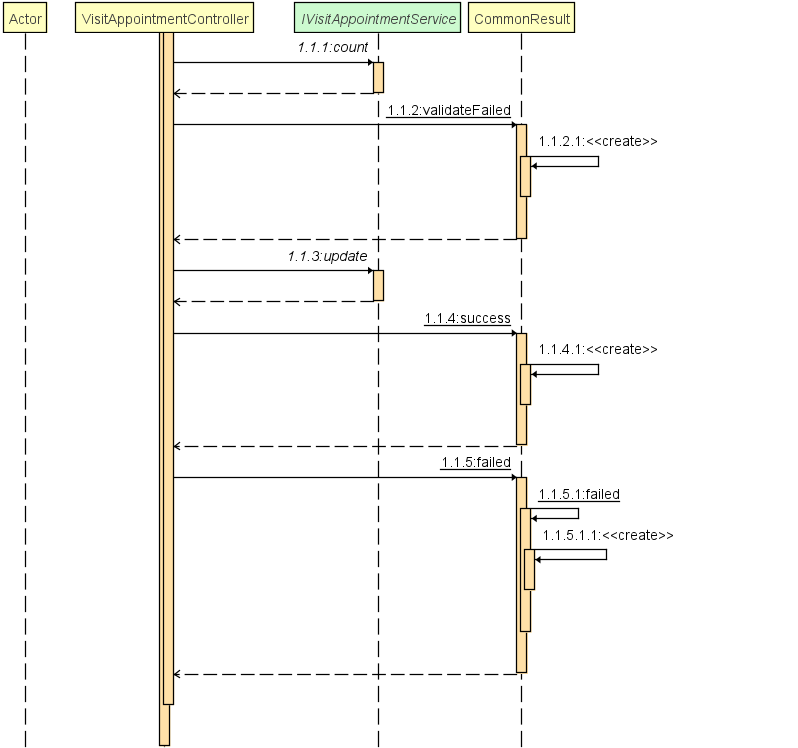 Actor
VisitAppointmentController
IVisitAppointmentService
CommonResult
1.1.1:count
1.1.2:validateFailed
1.1.2.1:<<create>>
1.1.3:update
1.1.4:success
1.1.4.1:<<create>>
1.1.5:failed
1.1.5.1:failed
1.1.5.1.1:<<create>>